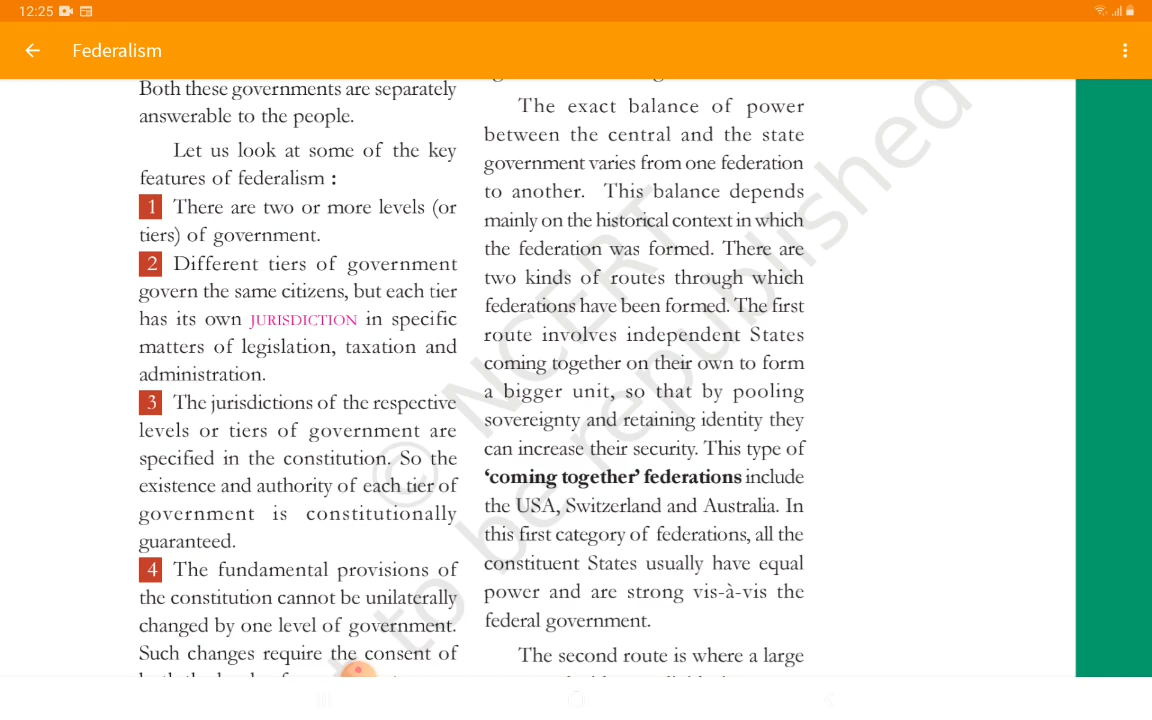 12:25
Federalism
Both these governments are separately
answerable to the people.
Let us look at some of the key
features of federalism :
1 There are two or more levels (or
tiers) of government.
2 Different tiers of government
govern the same citizens, but each tier
has its own JURISDICTION in specific
matters of legislation, taxation and
administration.
3 The jurisdictions of the respective
levels or tiers of government are
specified in the constitution. So the
existence and authority of each tier of
government is constitutionally
guaranteed.
4 The fundamental provisions of
the constitution cannot be unilaterally
changed by one level of government.
Such changes require the consent of
The exact balance of power
between the central and the state
government varies from one federation
to another. This balance depends
mainly on the historical context in which
the federation was formed. There are
two kinds of routes through which
federations have been formed. The first
route involves independent States
coming together on their own to form
a bigger unit, so that by pooling
sovereignty and retaining identity they
can increase their security. This type of
‘coming together’ federations include
the USA, Switzerland and Australia. In
this first category of federations, all the
constituent States usually have equal
power and are strong vis-à-vis the
federal government.
The second route is where a large
© NCERT
to be republished